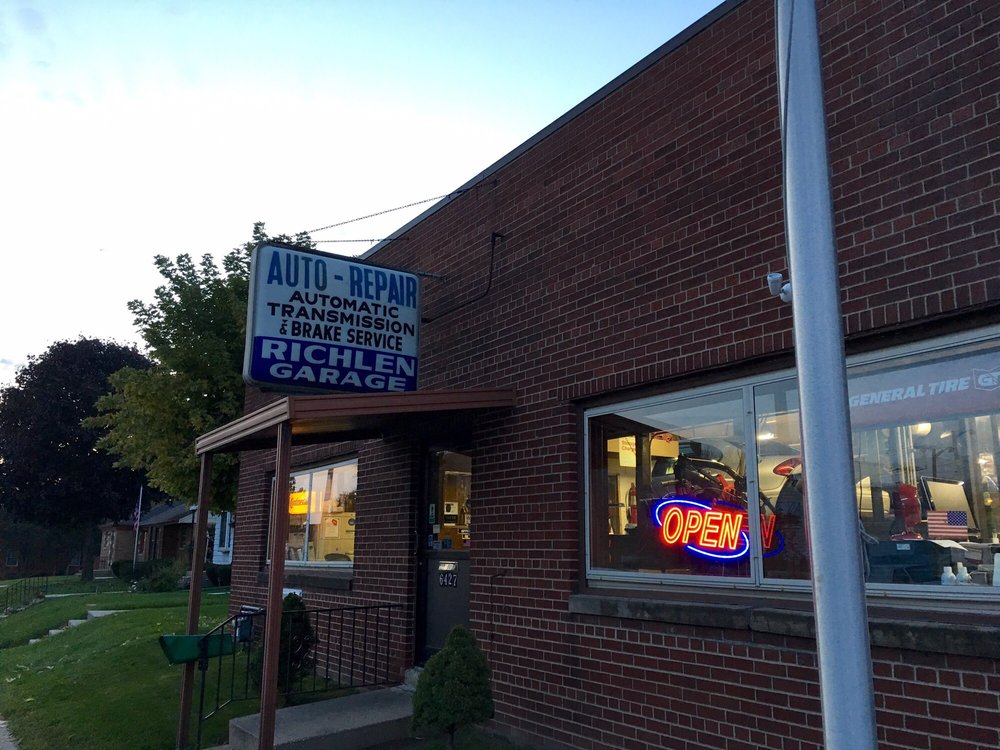 AUTO - REPAIR
AUTOMATIC
TRANSMISSION
& BRAKE SERVICE
RICHLEN
GARAGE
GENERAL TIRE G
OPEN
6427